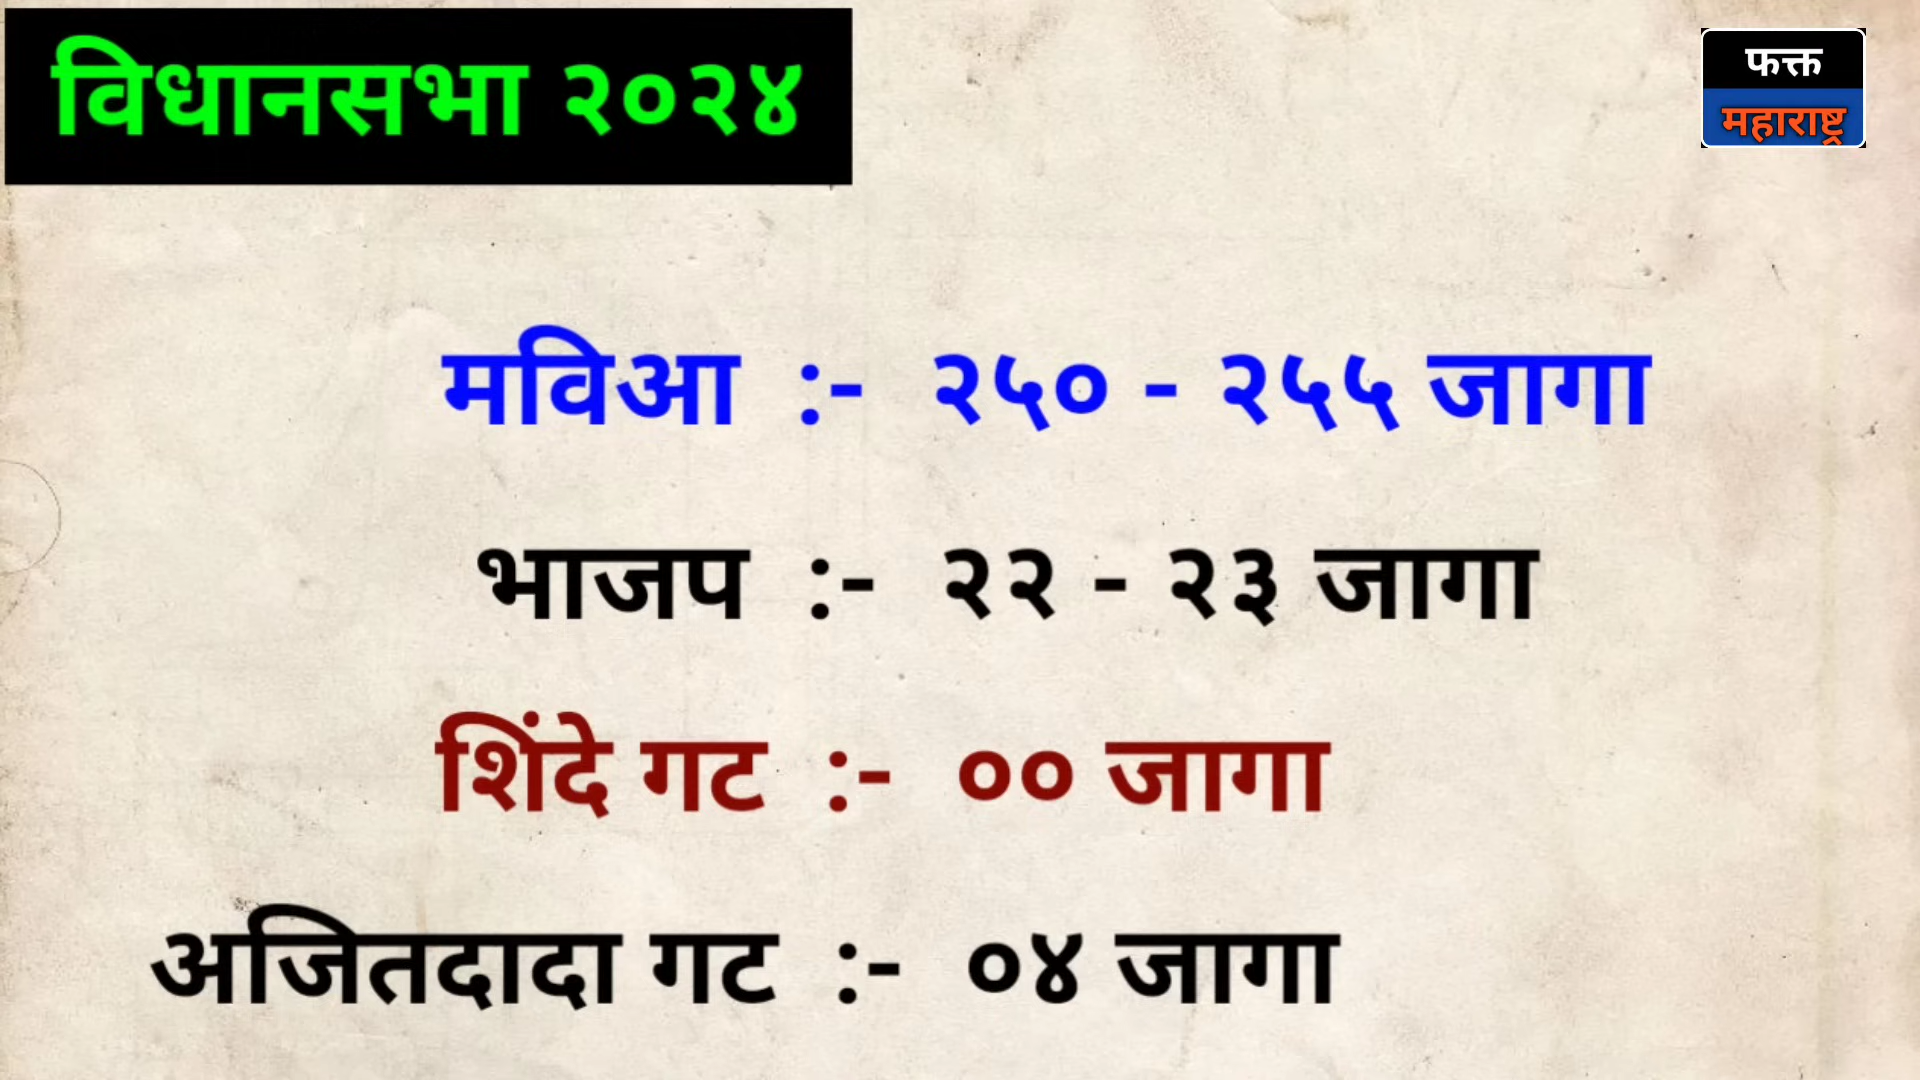 विधानसभा २०२४
फक्त
महाराष्ट्र
मविआ :- २५० - २५५ जागा
भाजप :- २२ - २३ जागा
शिंदे गट :- ०० जागा
अजितदादा गट :- ०४ जागा